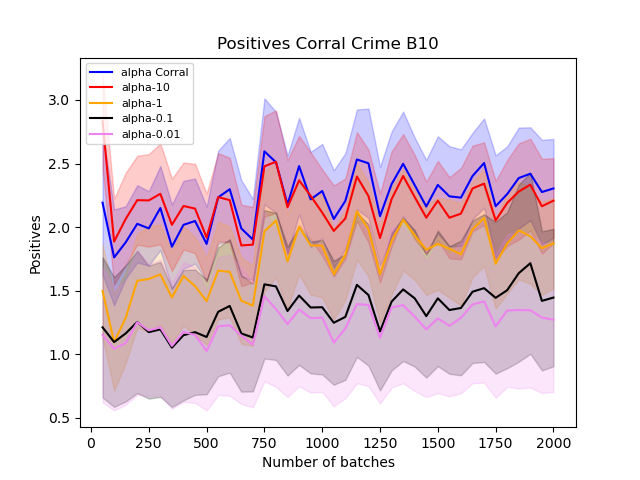 Positives Corral Crime B10
alpha Corral
alpha-10
alpha-1
alpha-0.1
alpha-0.01
Positives
3.0
2.5
2.0
1.5
1.0
0.5
0 250 500 750 1000 1250 1500 1750 2000
Number of batches